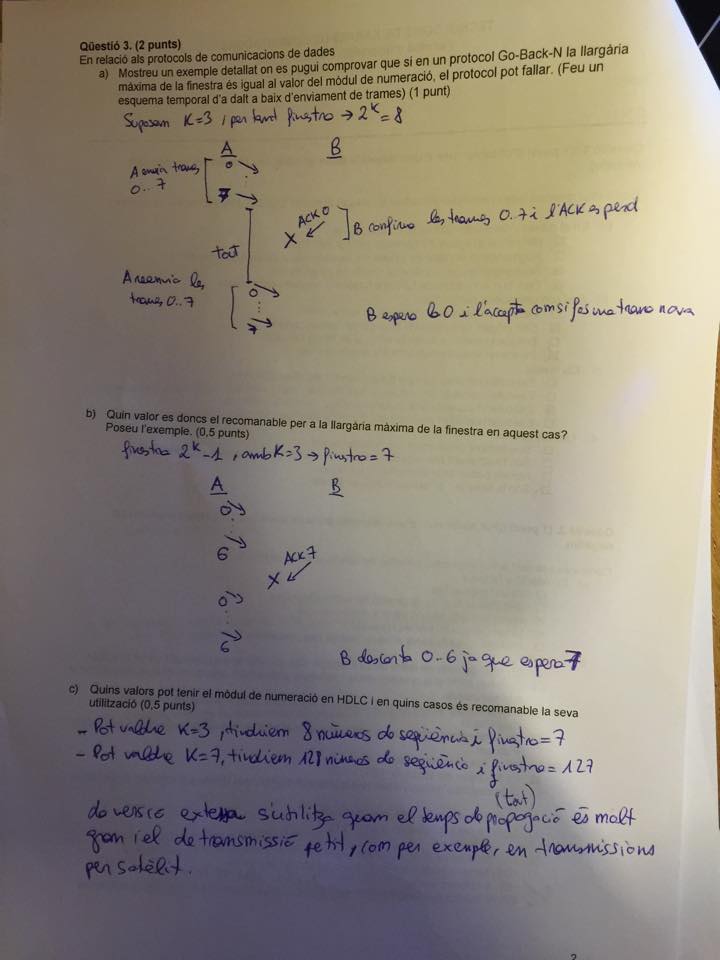 Qüestió 3. (2 punts)
En relació als protocols de comunicacions de dades
a) Mostreu un exemple detallat on es pugui comprovar que si en un protocol Go-Back-N la llargària
màxima de la finestra és igual al valor del mòdul de numeració, el protocol pot fallar. (Feu un
esquema temporal d'a dalt a baix d'enviament de trames) (1 punt)
Suposem K=3 i per tant finestra → 2^K = 8
A B
A envia trames 0
0..7 7
ACK 0
X
B confirma les trames 0..7 i l'ACK es perd
tout
A reenvia les 0
trames 0..7 7
B espera la 0 i l'accepta com si fos una trama nova
b) Quin valor es doncs el recomanable per a la llargària màxima de la finestra en aquest cas?
Poseu l'exemple. (0,5 punts)
finestra 2^K-1, amb K=3 → finestra = 7
A B
0
6
ACK 7
X
0
6
B descarta 0..6 ja que espera 7
c) Quins valors pot tenir el mòdul de numeració en HDLC i en quins casos és recomanable la seva
utilització (0,5 punts)
- Pot valdre K=3, tindríem 8 números de seqüència i finestra = 7
- Pot valdre K=7, tindríem 128 números de seqüència i finestra = 127
(tout)
la versió extesa s'utilitza quan el temps de propagació és molt
gran i el de transmissió petit, com per exemple, en transmissions
per satèl·lit.
2